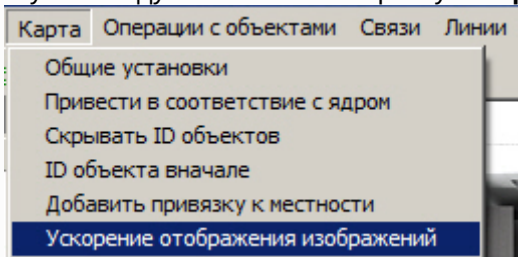 Карта Операции с объектами Связи Линии
Общие установки
Привести в соответствие с ядром
Скрывать ID объектов
ID объекта вначале
Добавить привязку к местности
Ускорение отображения изображений